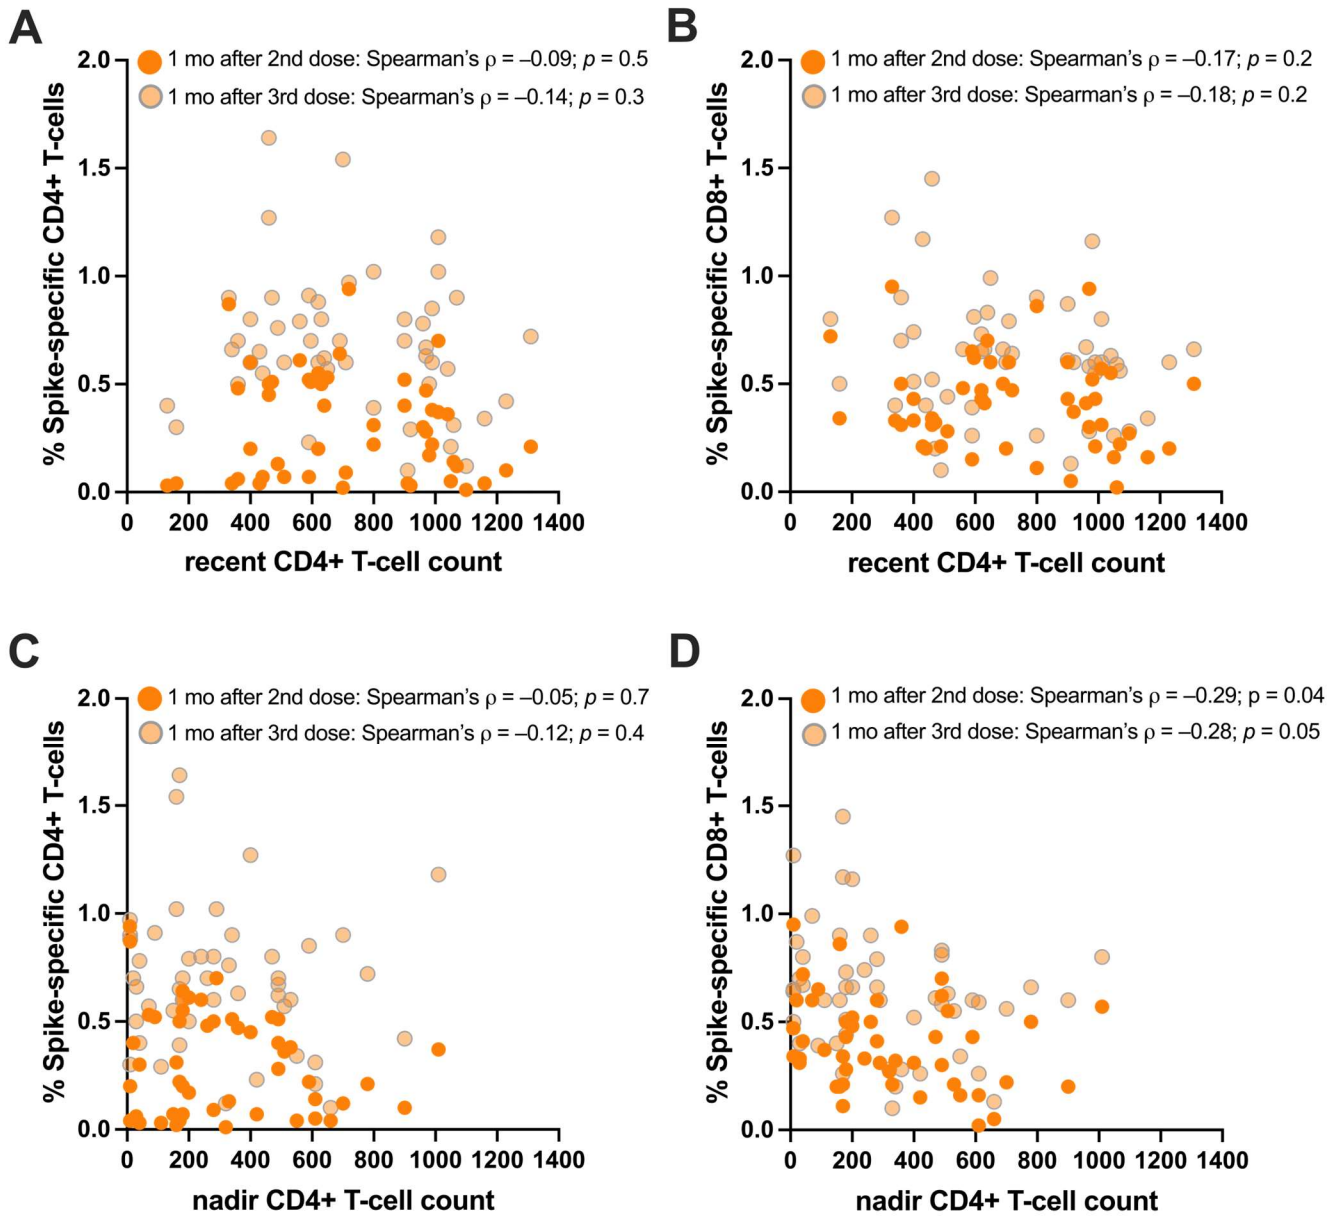 A
1 mo after 2nd dose: Spearman's ρ = –0.09; p = 0.5
1 mo after 3rd dose: Spearman's ρ = –0.14; p = 0.3
% Spike-specific CD4+ T-cells
2.0
1.5
1.0
0.5
0.0
0 200 400 600 800 1000 1200 1400
recent CD4+ T-cell count
B
1 mo after 2nd dose: Spearman's ρ = –0.17; p = 0.2
1 mo after 3rd dose: Spearman's ρ = –0.18; p = 0.2
% Spike-specific CD8+ T-cells
2.0
1.5
1.0
0.5
0.0
0 200 400 600 800 1000 1200 1400
recent CD4+ T-cell count
C
1 mo after 2nd dose: Spearman's ρ = –0.05; p = 0.7
1 mo after 3rd dose: Spearman's ρ = –0.12; p = 0.4
% Spike-specific CD4+ T-cells
2.0
1.5
1.0
0.5
0.0
0 200 400 600 800 1000 1200 1400
nadir CD4+ T-cell count
D
1 mo after 2nd dose: Spearman's ρ = –0.29; p = 0.04
1 mo after 3rd dose: Spearman's ρ = –0.28; p = 0.05
% Spike-specific CD8+ T-cells
2.0
1.5
1.0
0.5
0.0
0 200 400 600 800 1000 1200 1400
nadir CD4+ T-cell count